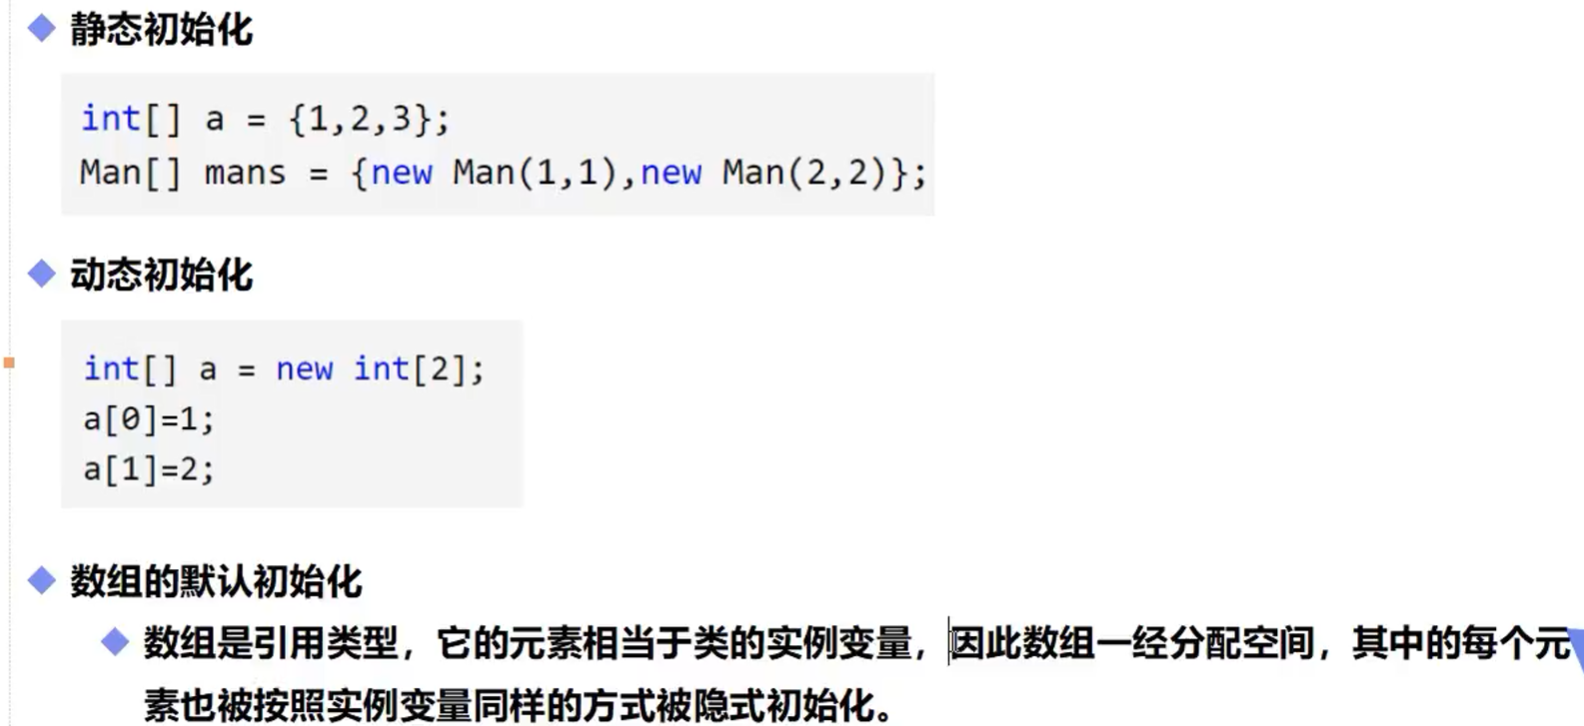 静态初始化
int[] a = {1,2,3};
Man[] mans = {new Man(1,1),new Man(2,2)};
动态初始化
int[] a = new int[2];
a[0]=1;
a[1]=2;
数组的默认初始化
数组是引用类型，它的元素相当于类的实例变量，因此数组一经分配空间，其中的每个元
素也被按照实例变量同样的方式被隐式初始化。